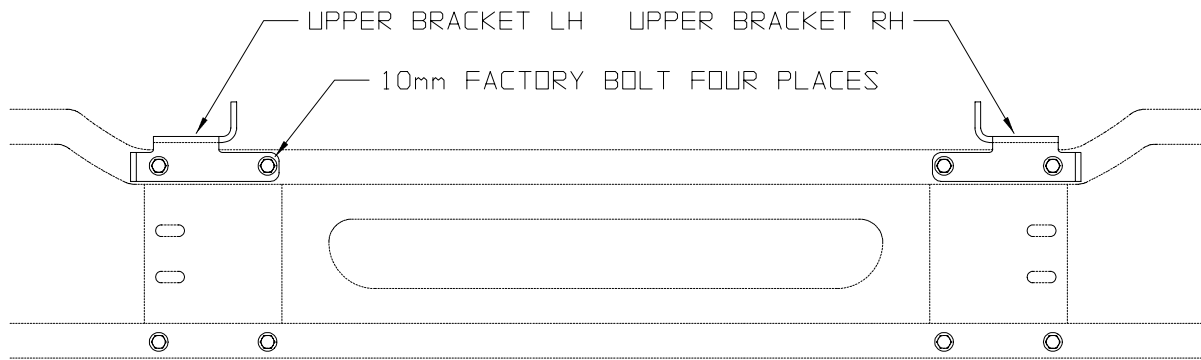 UPPER BRACKET LH
UPPER BRACKET RH
10mm FACTORY BOLT FOUR PLACES